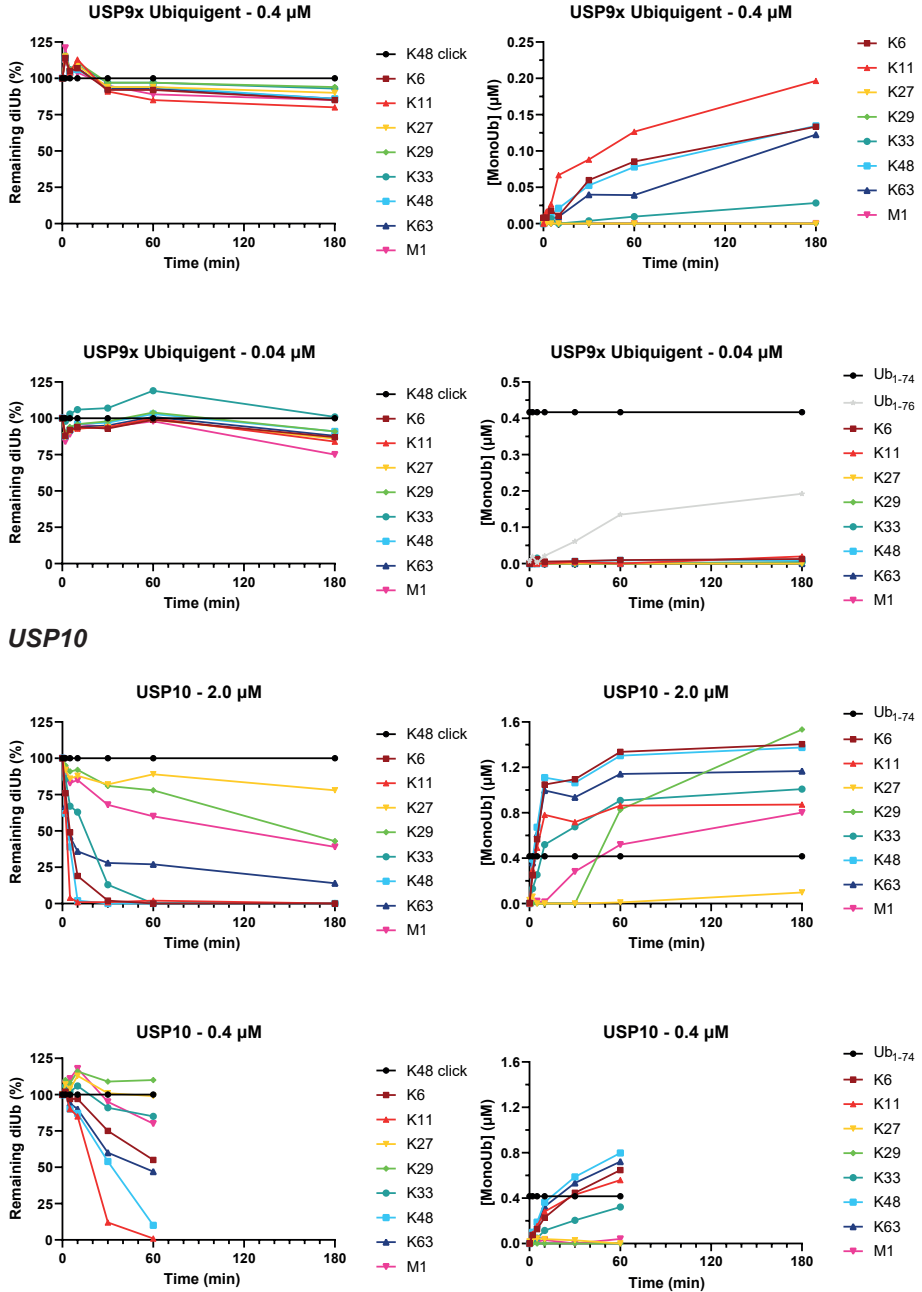 USP9x Ubiquigent - 0.4 µM
Remaining diUb (%)
125
100
75
50
25
0
0 60 120 180
Time (min)
K48 click
K6
K11
K27
K29
K33
K48
K63
M1
USP9x Ubiquigent - 0.4 µM
[MonoUb] (µM)
0.25
0.20
0.15
0.10
0.05
0.00
0 60 120 180
Time (min)
K6
K11
K27
K29
K33
K48
K63
M1
USP9x Ubiquigent - 0.04 µM
Remaining diUb (%)
125
100
75
50
25
0
0 60 120 180
Time (min)
K48 click
K6
K11
K27
K29
K33
K48
K63
M1
USP9x Ubiquigent - 0.04 µM
[MonoUb] (µM)
0.5
0.4
0.3
0.2
0.1
0.0
0 60 120 180
Time (min)
Ub1-74
Ub1-76
K6
K11
K27
K29
K33
K48
K63
M1
USP10
USP10 - 2.0 µM
Remaining diUb (%)
125
100
75
50
25
0
0 60 120 180
Time (min)
K48 click
K6
K11
K27
K29
K33
K48
K63
M1
USP10 - 2.0 µM
[MonoUb] (µM)
1.6
1.2
0.8
0.4
0.0
0 60 120 180
Time (min)
Ub1-74
K6
K11
K27
K29
K33
K48
K63
M1
USP10 - 0.4 µM
Remaining diUb (%)
125
100
75
50
25
0
0 60 120 180
Time (min)
K48 click
K6
K11
K27
K29
K33
K48
K63
M1
USP10 - 0.4 µM
[MonoUb] (µM)
1.6
1.2
0.8
0.4
0.0
0 60 120 180
Time (min)
Ub1-74
K6
K11
K27
K29
K33
K48
K63
M1